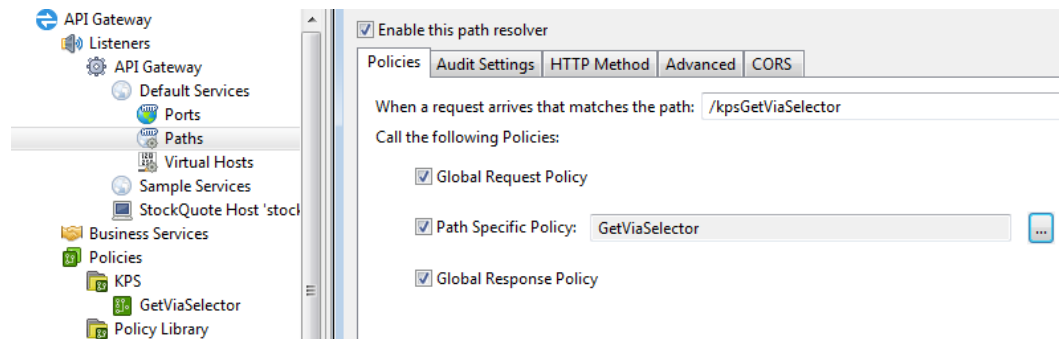 API Gateway
Listeners
API Gateway
Default Services
Ports
Paths
Virtual Hosts
Sample Services
StockQuote Host 'stock
Business Services
Policies
KPS
GetViaSelector
Policy Library
Enable this path resolver
Policies Audit Settings HTTP Method Advanced CORS
When a request arrives that matches the path: /kpsGetViaSelector
Call the following Policies:
Global Request Policy
Path Specific Policy: GetViaSelector ...
Global Response Policy